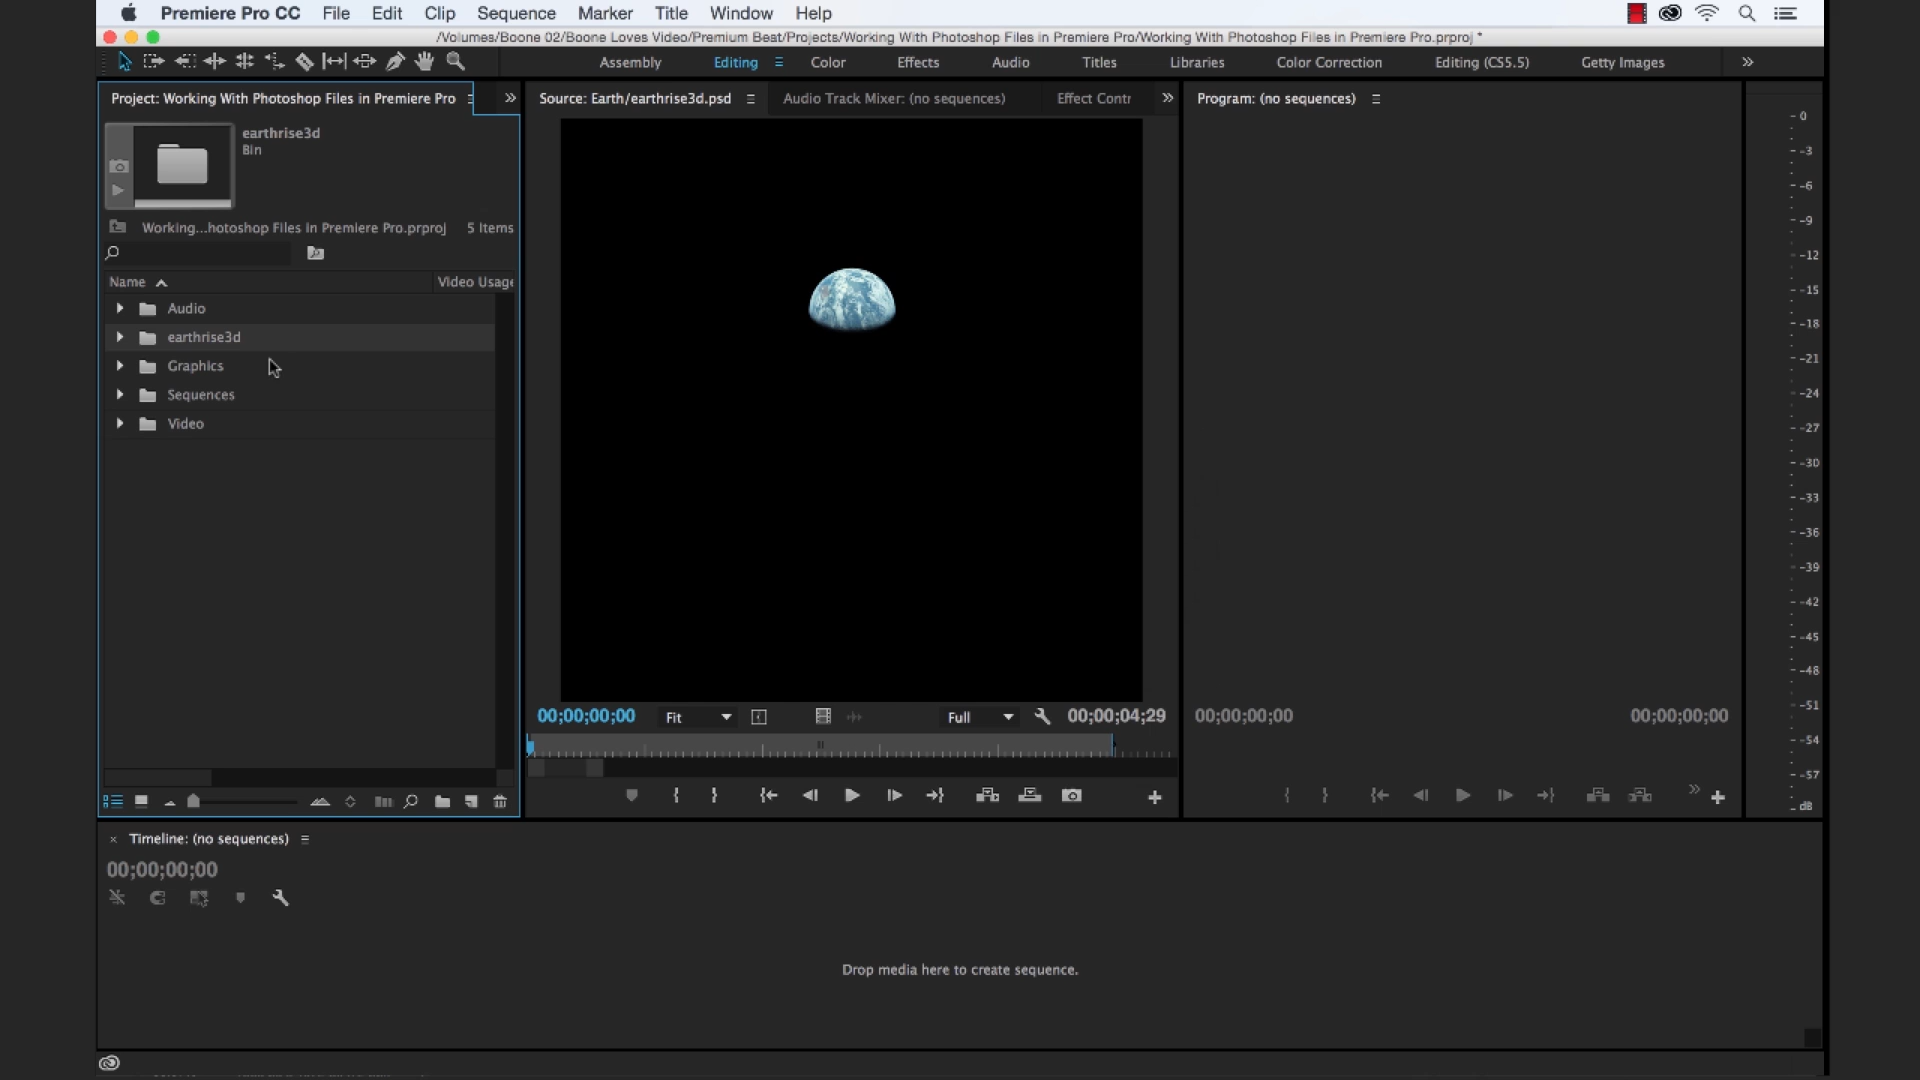 Premiere Pro CC File Edit Clip Sequence Marker Title Window Help
/Volumes/Boone 02/Boone Loves Video/Premium Beat/Projects/Working With Photoshop Files in Premiere Pro/Working With Photoshop Files in Premiere Pro.prproj *
Assembly Editing Color Effects Audio Titles Libraries Color Correction Editing (CS5.5) Getty Images
Project: Working With Photoshop Files in Premiere Pro
Source: Earth/earthrise3d.psd Audio Track Mixer: (no sequences) Effect Contr
Program: (no sequences)
earthrise3d
Bin
Working...hotoshop Files in Premiere Pro.prproj 5 Items
Name Video Usage
Audio
earthrise3d
Graphics
Sequences
Video
00;00;00;00 Fit Full 00;00;04;29
00;00;00;00 00;00;00;00
0
-3
-6
-9
-12
-15
-18
-21
-24
-27
-30
-33
-36
-39
-42
-45
-48
-51
-54
-57
dB
Timeline: (no sequences)
00;00;00;00
Drop media here to create sequence.